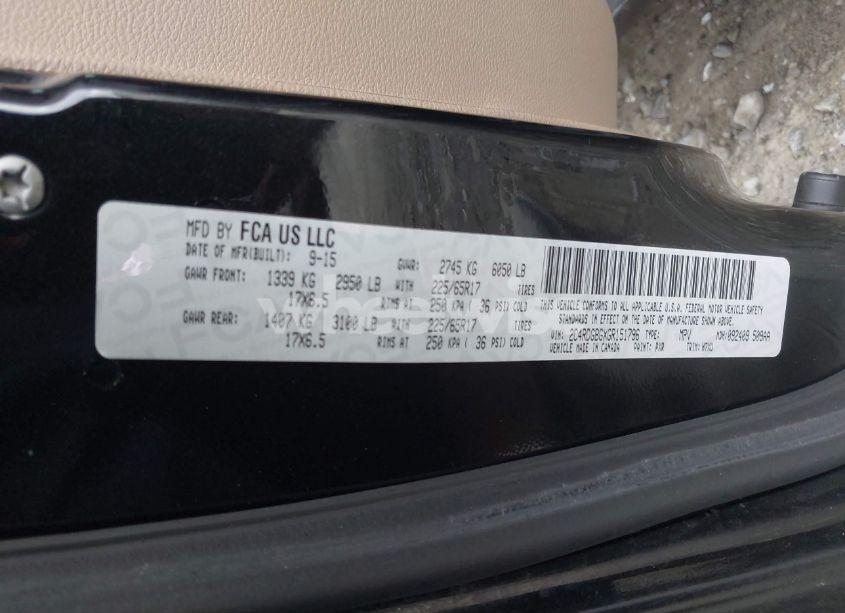 MFD BY FCA US LLC
DATE OF MFR(BUILT): 9-15 GVWR: 2745 KG 6050 LB
GAWR FRONT: 1339 KG 2950 LB WITH 225/65R17 TIRES
17X6.5 RIMS AT 250 KPA ( 36 PSI) COLD
GAWR REAR: 1407 KG 3100 LB WITH 225/65R17 TIRES
17X6.5 RIMS AT 250 KPA ( 36 PSI) COLD
THIS VEHICLE CONFORMS TO ALL APPLICABLE U.S.A. FEDERAL MOTOR VEHICLE SAFETY
STANDARDS IN EFFECT ON THE DATE OF MANUFACTURE SHOWN ABOVE.
VIN: 2C4RDGBGXGR151796 TYPE: MPV MDH:092409 909AA
VEHICLE MADE IN CANADA PAINT: PXR TRIM: